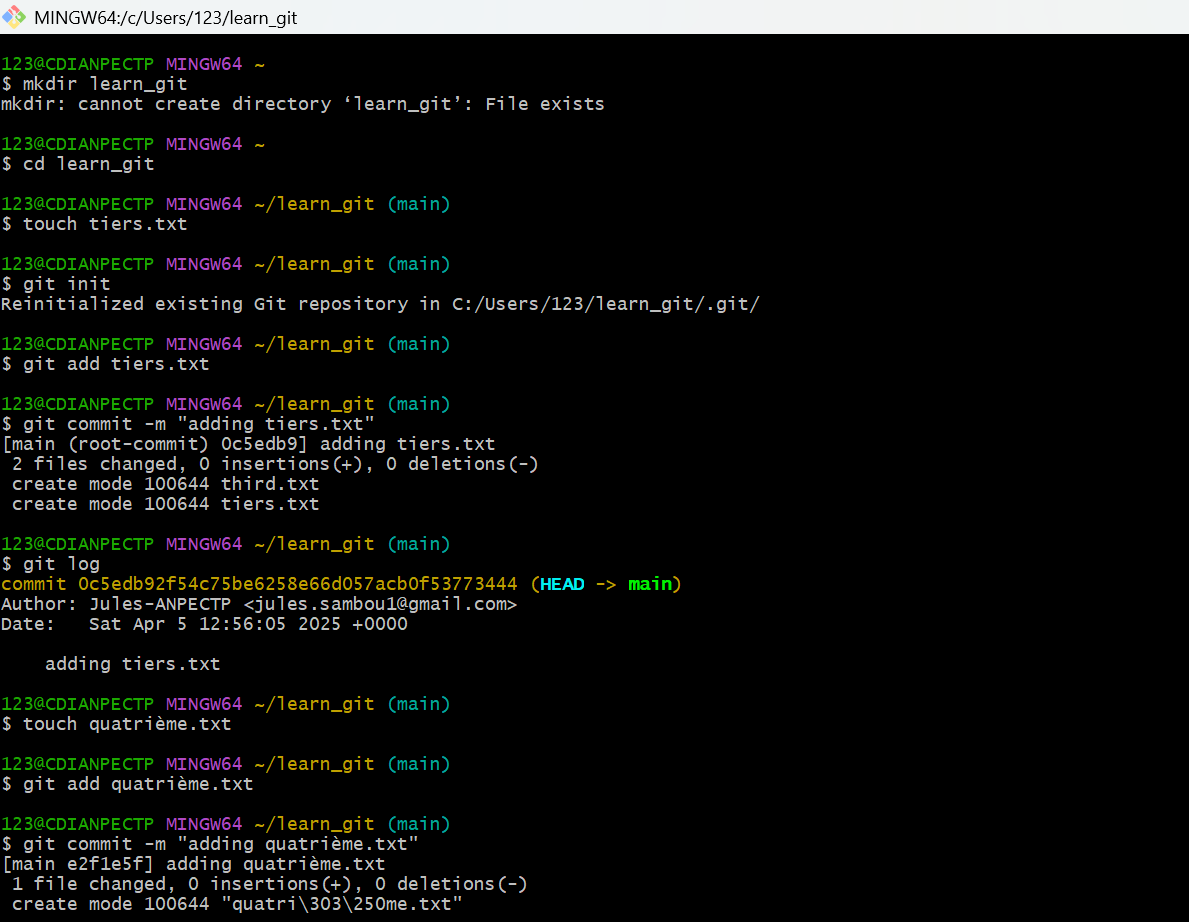 MINGW64:/c/Users/123/learn_git
123@CDIANPECTP MINGW64 ~
$ mkdir learn_git
mkdir: cannot create directory ‘learn_git’: File exists
123@CDIANPECTP MINGW64 ~
$ cd learn_git
123@CDIANPECTP MINGW64 ~/learn_git (main)
$ touch tiers.txt
123@CDIANPECTP MINGW64 ~/learn_git (main)
$ git init
Reinitialized existing Git repository in C:/Users/123/learn_git/.git/
123@CDIANPECTP MINGW64 ~/learn_git (main)
$ git add tiers.txt
123@CDIANPECTP MINGW64 ~/learn_git (main)
$ git commit -m "adding tiers.txt"
[main (root-commit) 0c5edb9] adding tiers.txt
 2 files changed, 0 insertions(+), 0 deletions(-)
 create mode 100644 third.txt
 create mode 100644 tiers.txt
123@CDIANPECTP MINGW64 ~/learn_git (main)
$ git log
commit 0c5edb92f54c75be6258e66d057acb0f53773444 (HEAD -> main)
Author: Jules-ANPECTP <jules.sambou1@gmail.com>
Date:   Sat Apr 5 12:56:05 2025 +0000
    adding tiers.txt
123@CDIANPECTP MINGW64 ~/learn_git (main)
$ touch quatrième.txt
123@CDIANPECTP MINGW64 ~/learn_git (main)
$ git add quatrième.txt
123@CDIANPECTP MINGW64 ~/learn_git (main)
$ git commit -m "adding quatrième.txt"
[main e2f1e5f] adding quatrième.txt
 1 file changed, 0 insertions(+), 0 deletions(-)
 create mode 100644 "quatri\303\250me.txt"